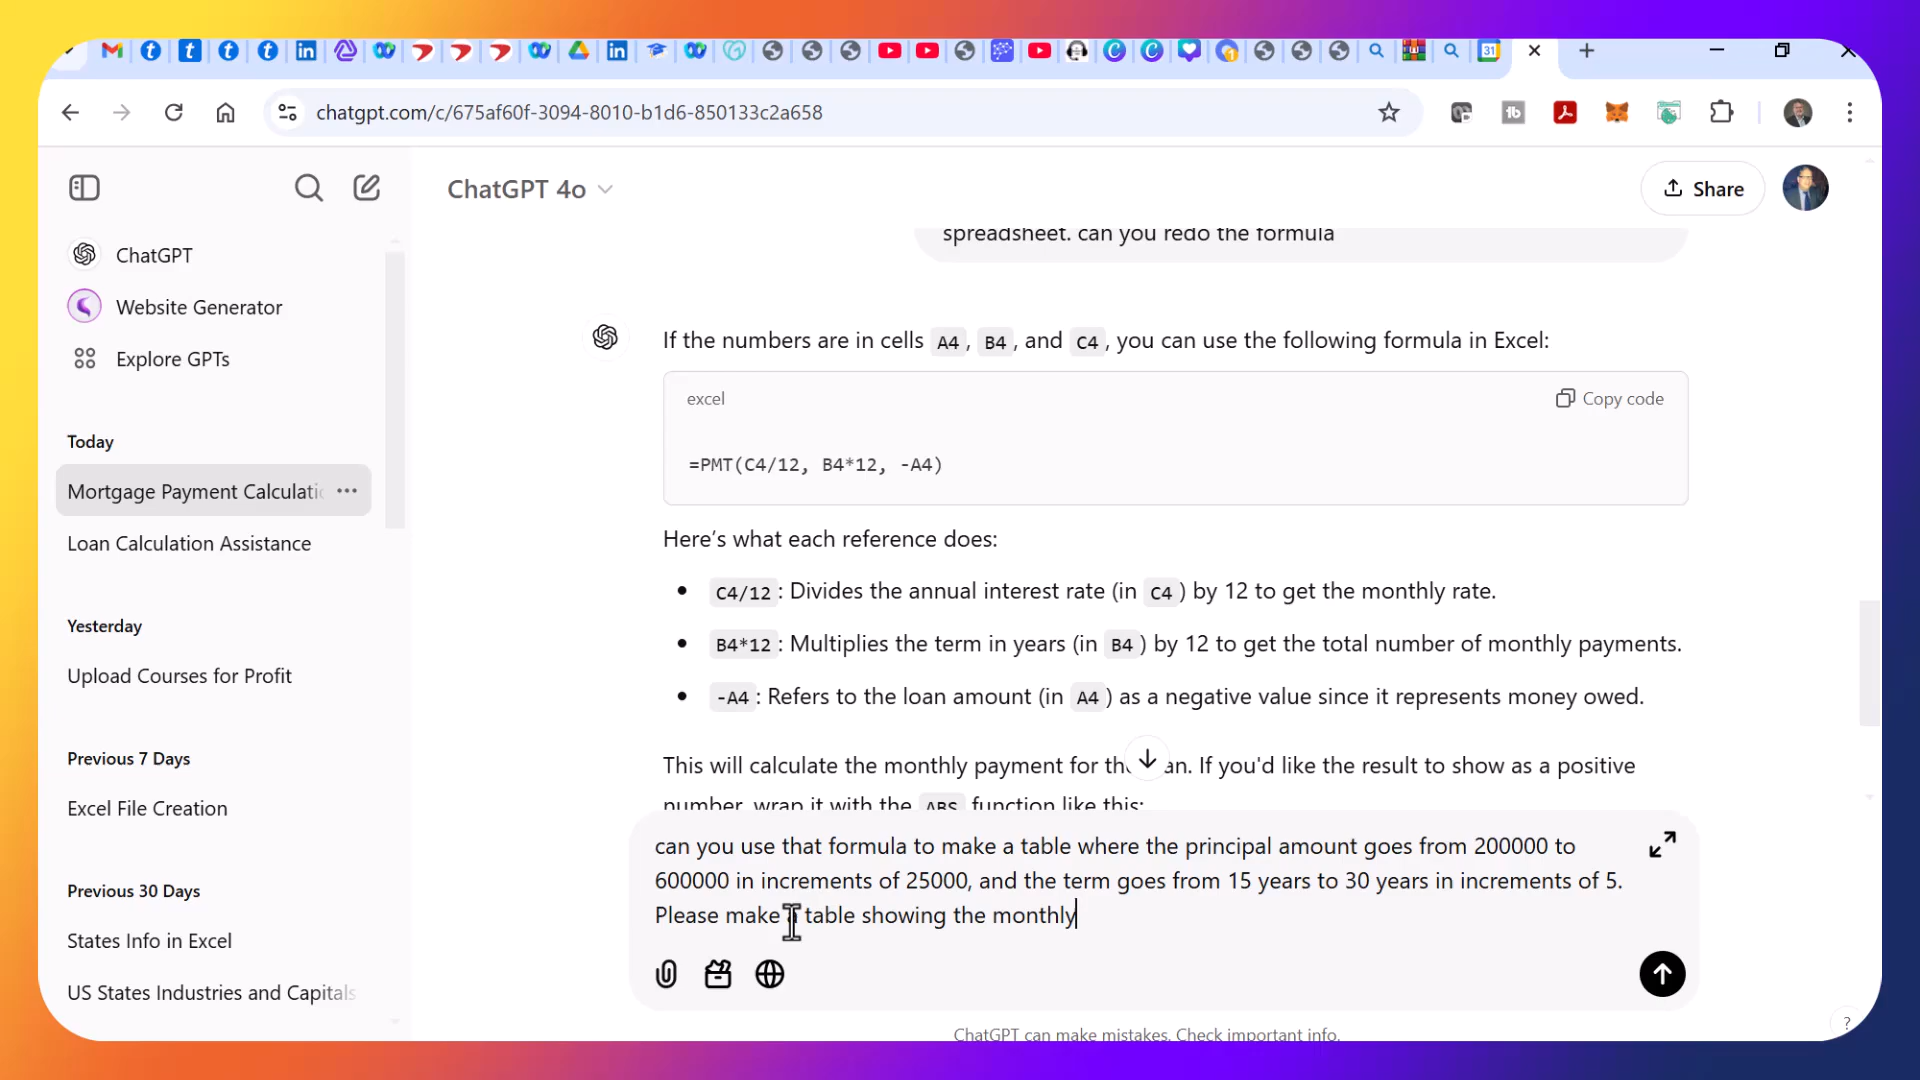 chatgpt.com/c/675af60f-3094-8010-b1d6-850133c2a658
ChatGPT 4o
Share
ChatGPT
Website Generator
Explore GPTs
Today
Mortgage Payment Calculatic
Loan Calculation Assistance
Yesterday
Upload Courses for Profit
Previous 7 Days
Excel File Creation
Previous 30 Days
States Info in Excel
US States Industries and Capitals
spreadsheet. can you redo the formula
If the numbers are in cells A4, B4, and C4, you can use the following formula in Excel:
excel
Copy code
=PMT(C4/12, B4*12, -A4)
Here's what each reference does:
C4/12: Divides the annual interest rate (in C4) by 12 to get the monthly rate.
B4*12: Multiplies the term in years (in B4) by 12 to get the total number of monthly payments.
-A4: Refers to the loan amount (in A4) as a negative value since it represents money owed.
This will calculate the monthly payment for the loan. If you'd like the result to show as a positive
number, wrap it with the ABS function like this:
can you use that formula to make a table where the principal amount goes from 200000 to
600000 in increments of 25000, and the term goes from 15 years to 30 years in increments of 5.
Please make a table showing the monthly
ChatGPT can make mistakes. Check important info.
?